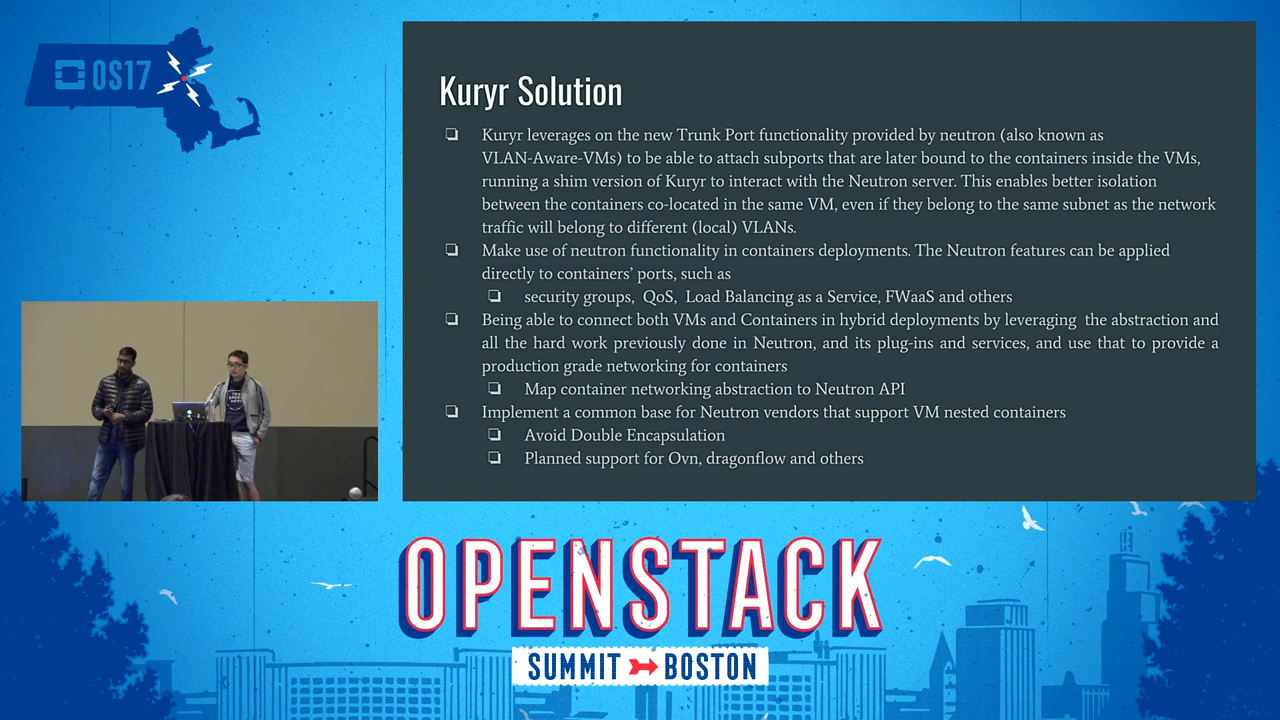 OS17
Kuryr Solution
Kuryr leverages on the new Trunk Port functionality provided by neutron (also known as
VLAN-Aware-VMs) to be able to attach subports that are later bound to the containers inside the VMs,
running a shim version of Kuryr to interact with the Neutron server. This enables better isolation
between the containers co-located in the same VM, even if they belong to the same subnet as the network
traffic will belong to different (local) VLANs.
Make use of neutron functionality in containers deployments. The Neutron features can be applied
directly to containers’ ports, such as
security groups, QoS, Load Balancing as a Service, FWaaS and others
Being able to connect both VMs and Containers in hybrid deployments by leveraging the abstraction and
all the hard work previously done in Neutron, and its plug-ins and services, and use that to provide a
production grade networking for containers
Map container networking abstraction to Neutron API
Implement a common base for Neutron vendors that support VM nested containers
Avoid Double Encapsulation
Planned support for Ovn, dragonflow and others
OPENSTACK
SUMMIT BOSTON